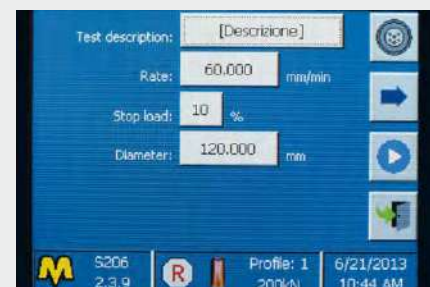 Test description: [Descrizione]
Rate: 60.000 mm/min
Stop load: 10 %
Diameter: 120.000 mm
S206
2.3.9
R
Profile: 1
200kN
6/21/2013
10:44 AM